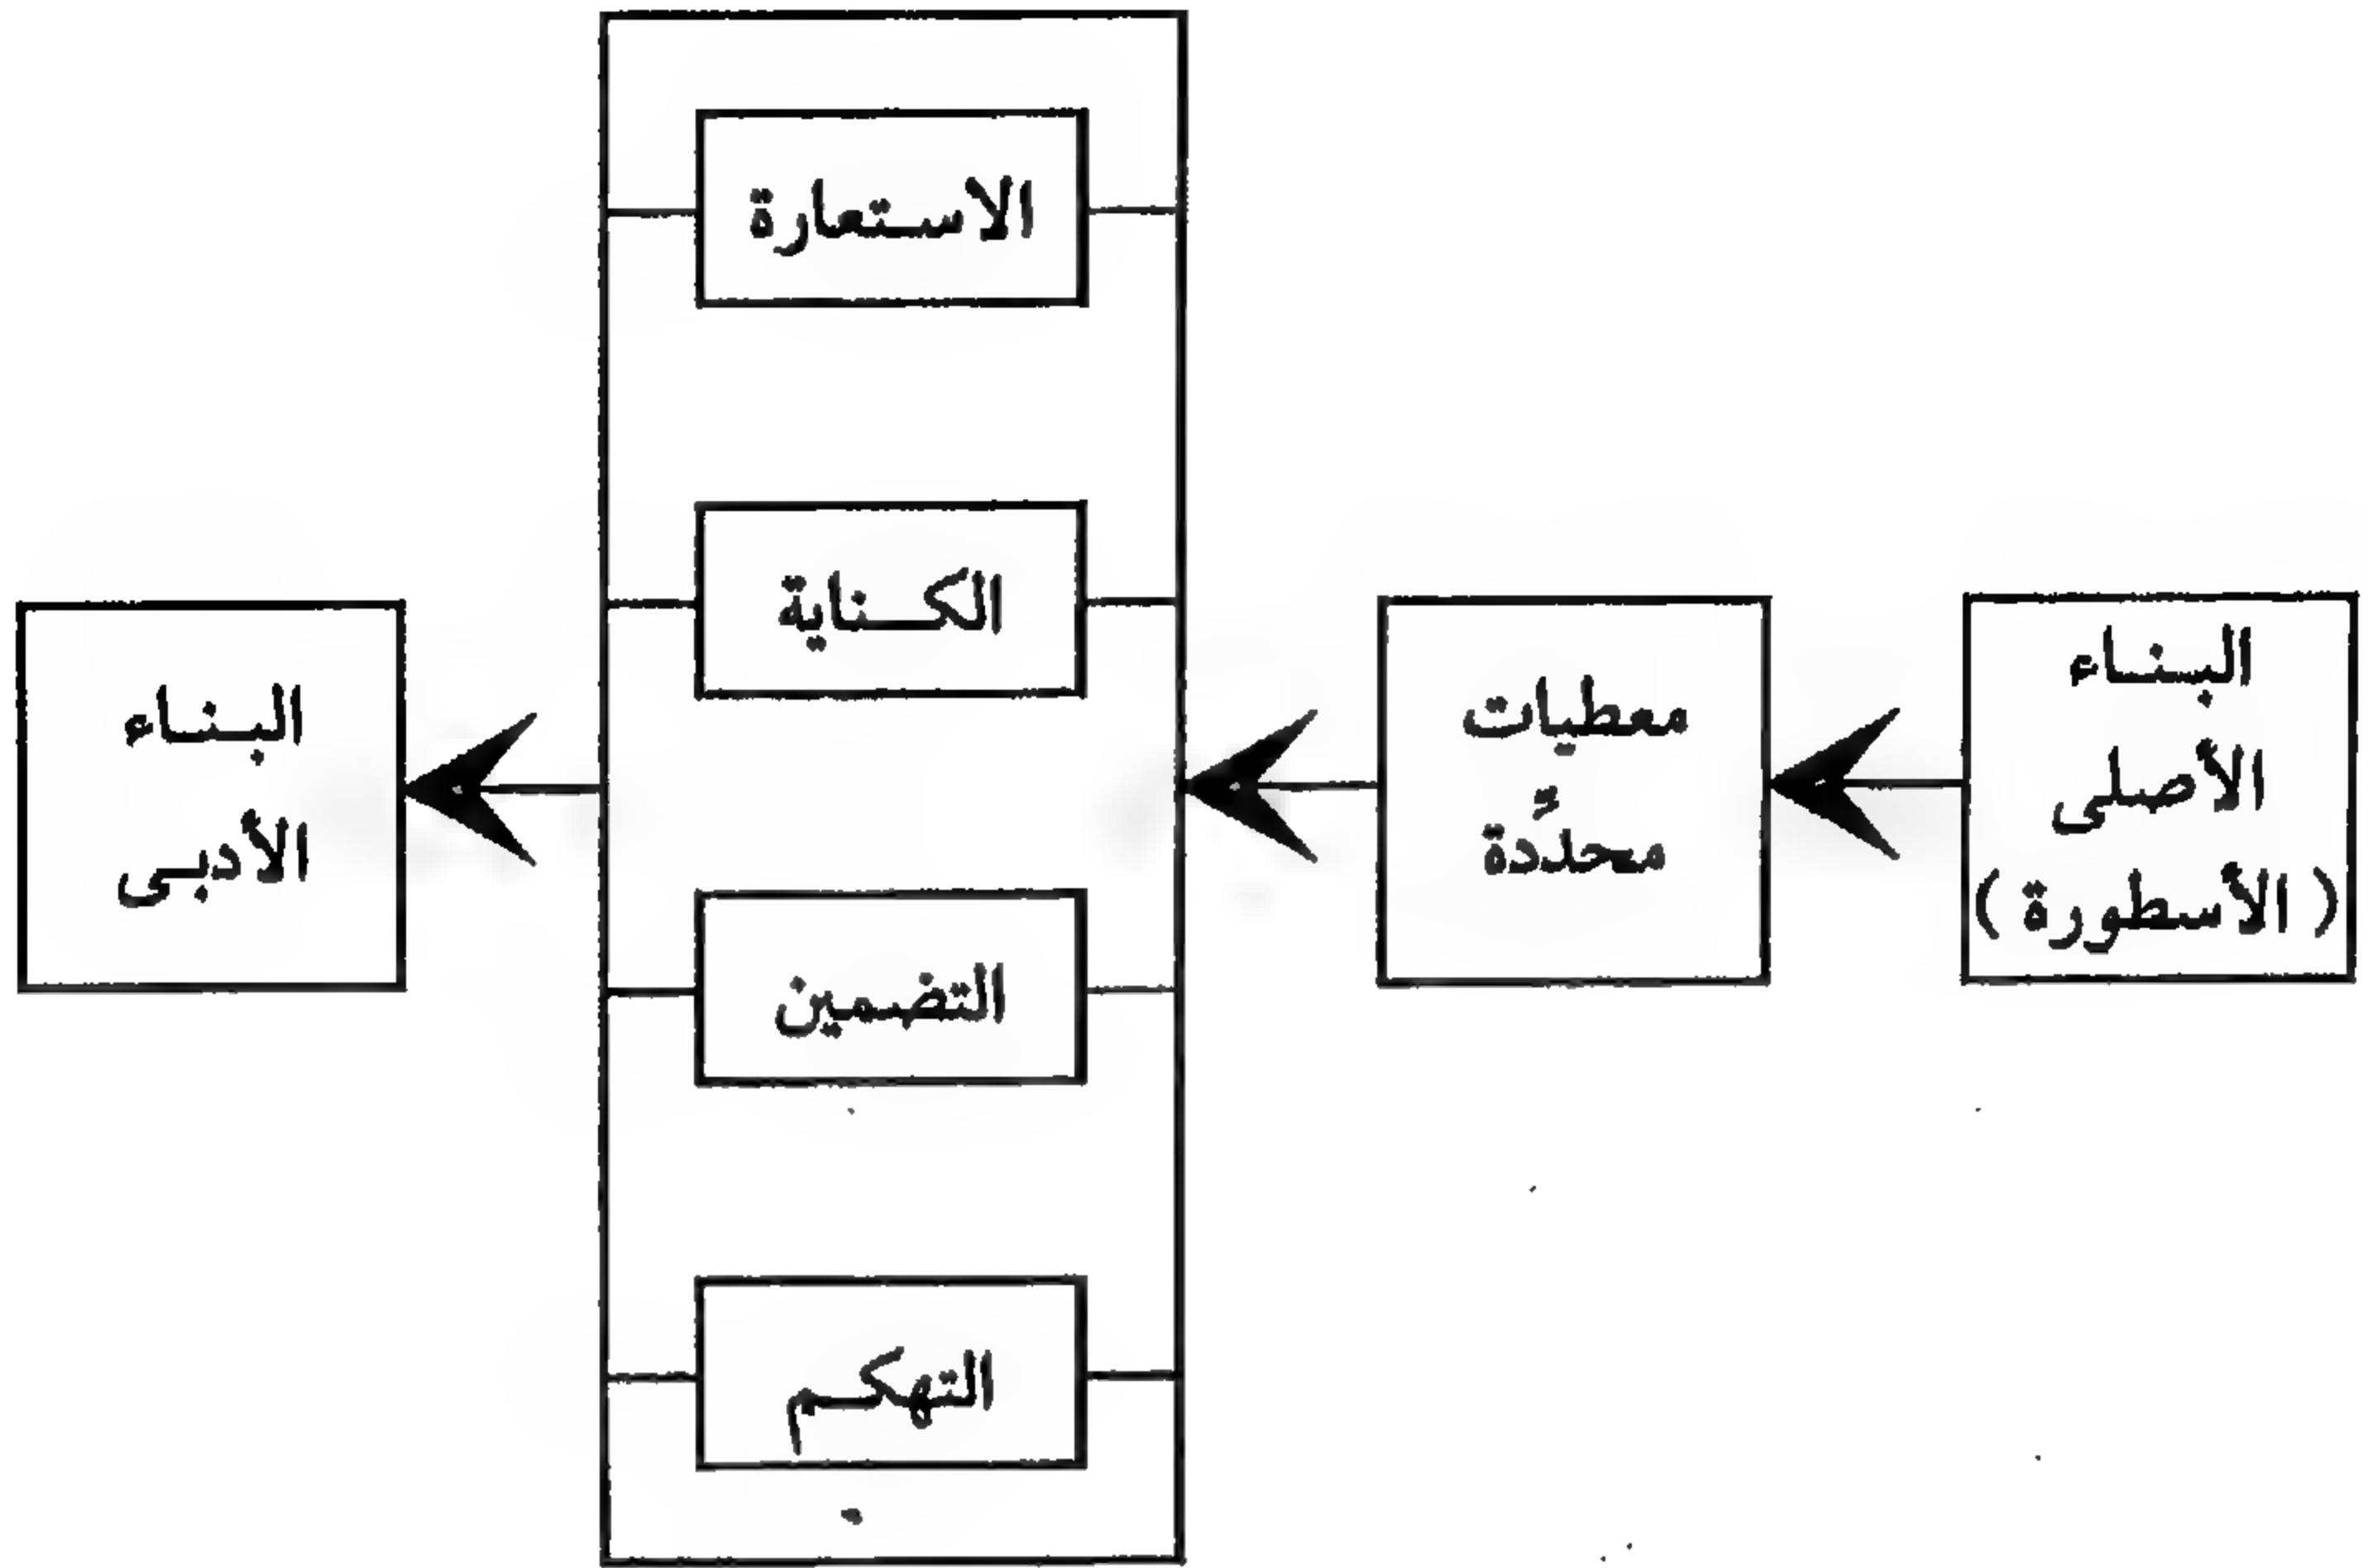 البناء
الأصلى
( الأسطورة )
معطيات
محدَّدة
الاستعارة
الكناية
التضمين
التهكم
البناء
الأدبى